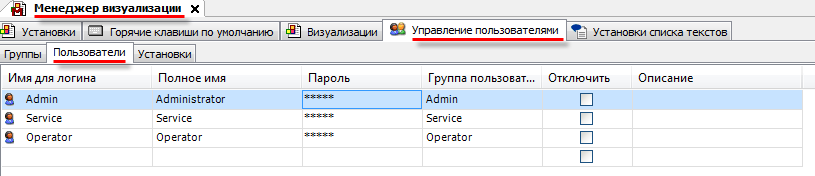 Менеджер визуализации
Установки Горячие клавиши по умолчанию Визуализации Управление пользователями Установки списка текстов
Группы Пользователи Установки
Имя для логина Полное имя Пароль Группа пользоват... Отключить Описание
Admin Administrator ***** Admin
Service Service ***** Service
Operator Operator ***** Operator